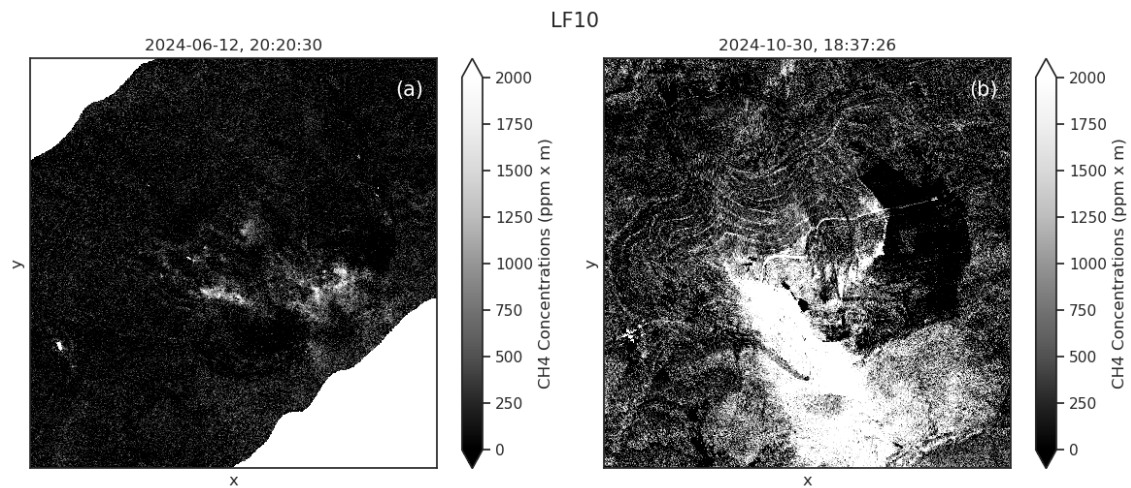 LF10
2024-06-12, 20:20:30
(a)
y
x
2000
1750
1500
1250
1000
750
500
250
0
CH4 Concentrations (ppm x m)
2024-10-30, 18:37:26
(b)
y
x
2000
1750
1500
1250
1000
750
500
250
0
CH4 Concentrations (ppm x m)